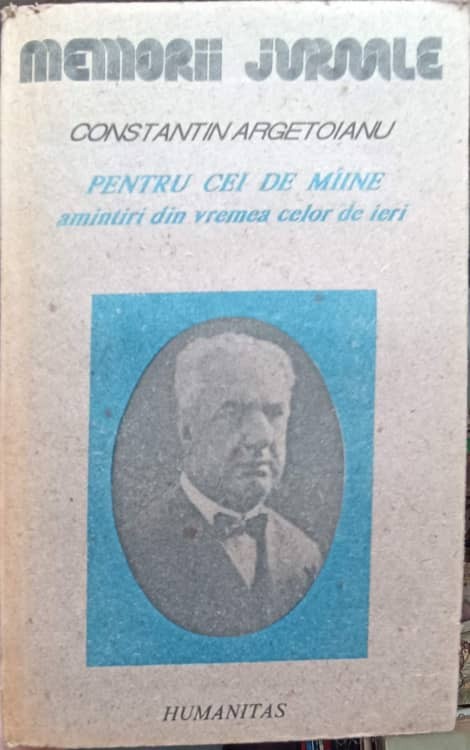 MEMORII JURNALE
CONSTANTIN ARGETOIANU
PENTRU CEI DE MÎINE
amintiri din vremea celor de ieri
HUMANITAS